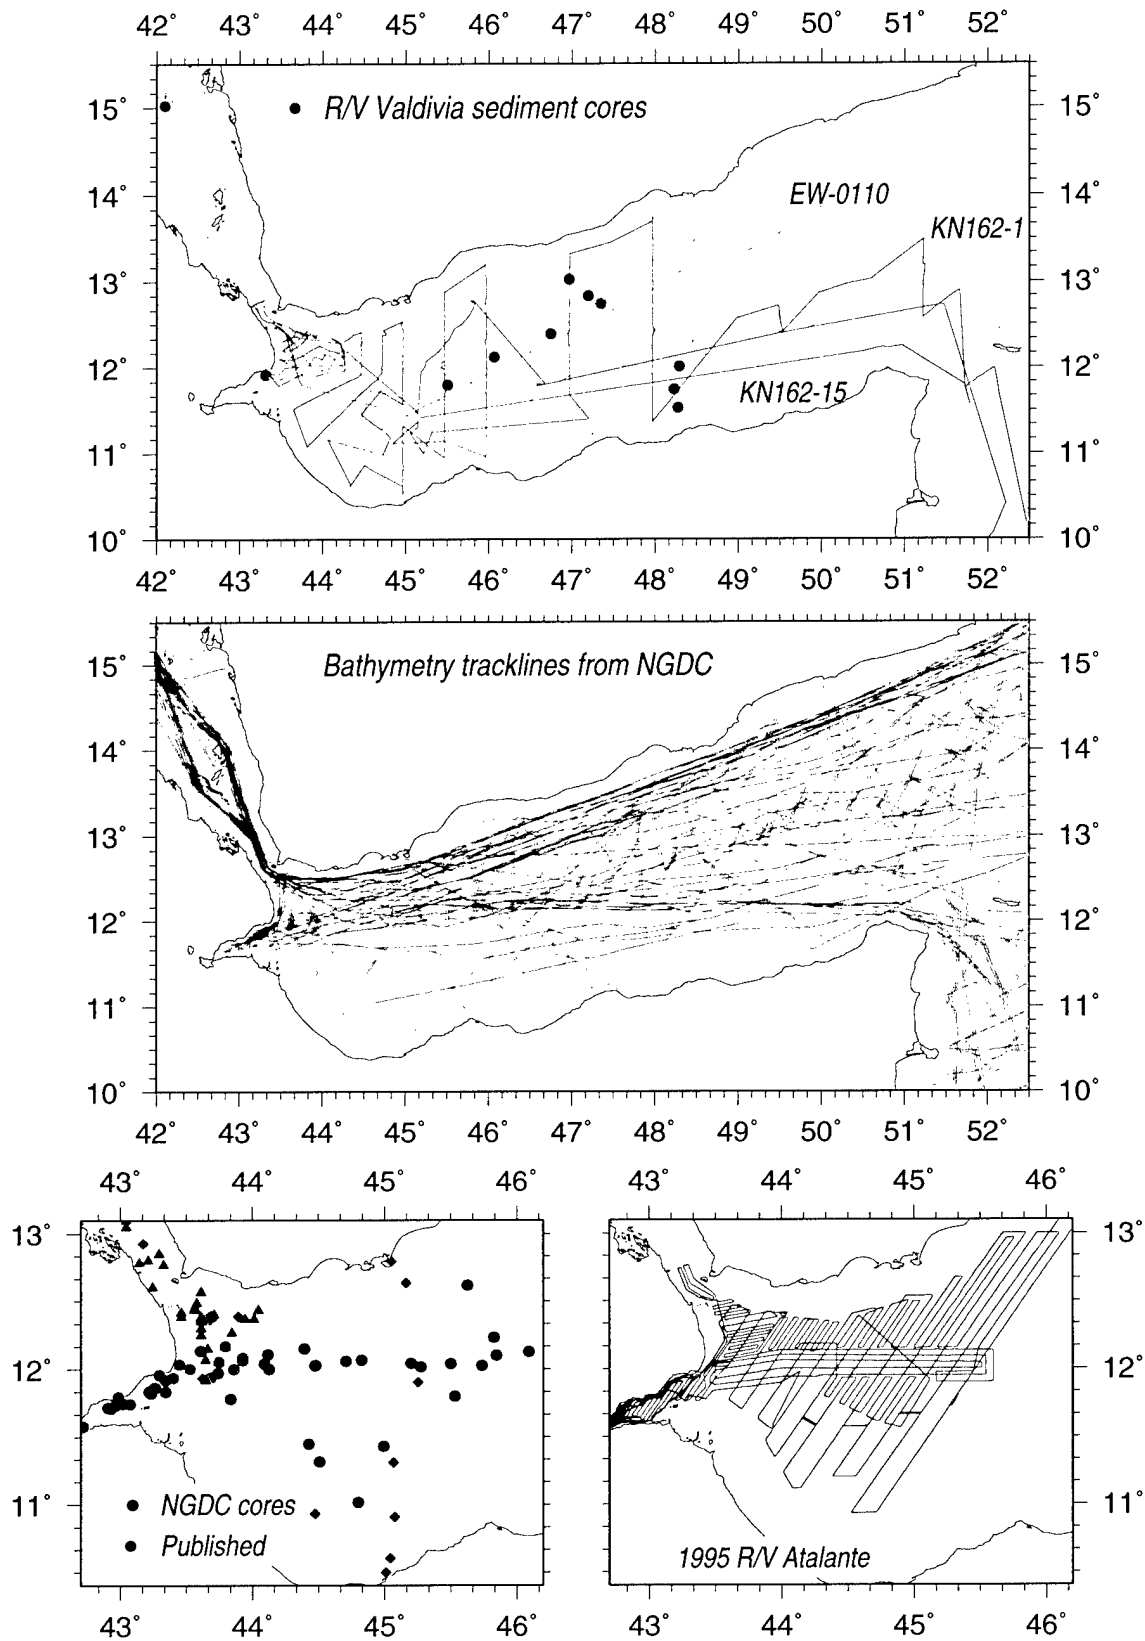 42˚ 43˚ 44˚ 45˚ 46˚ 47˚ 48˚ 49˚ 50˚ 51˚ 52˚
15˚ R/V Valdivia sediment cores 15˚
14˚ EW-0110 14˚
KN162-1
13˚ 13˚
12˚ KN162-15 12˚
11˚ 11˚
10˚ 10˚
42˚ 43˚ 44˚ 45˚ 46˚ 47˚ 48˚ 49˚ 50˚ 51˚ 52˚
15˚ Bathymetry tracklines from NGDC 15˚
14˚ 14˚
13˚ 13˚
12˚ 12˚
11˚ 11˚
10˚ 10˚
42˚ 43˚ 44˚ 45˚ 46˚ 47˚ 48˚ 49˚ 50˚ 51˚ 52˚
43˚ 44˚ 45˚ 46˚
13˚
12˚
11˚
NGDC cores
Published
43˚ 44˚ 45˚ 46˚
43˚ 44˚ 45˚ 46˚
13˚
12˚
11˚
1995 R/V Atalante
43˚ 44˚ 45˚ 46˚